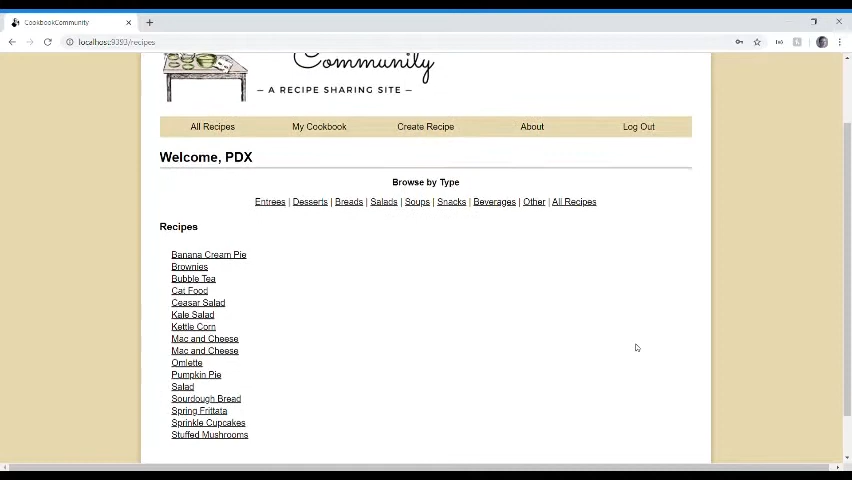 CookbookCommunity
localhost:9393/recipes
Community
— A RECIPE SHARING SITE —
All Recipes My Cookbook Create Recipe About Log Out
Welcome, PDX
Browse by Type
Entrees | Desserts | Breads | Salads | Soups | Snacks | Beverages | Other | All Recipes
Recipes
Banana Cream Pie
Brownies
Bubble Tea
Cat Food
Ceasar Salad
Kale Salad
Kettle Corn
Mac and Cheese
Mac and Cheese
Omlette
Pumpkin Pie
Salad
Sourdough Bread
Spring Frittata
Sprinkle Cupcakes
Stuffed Mushrooms